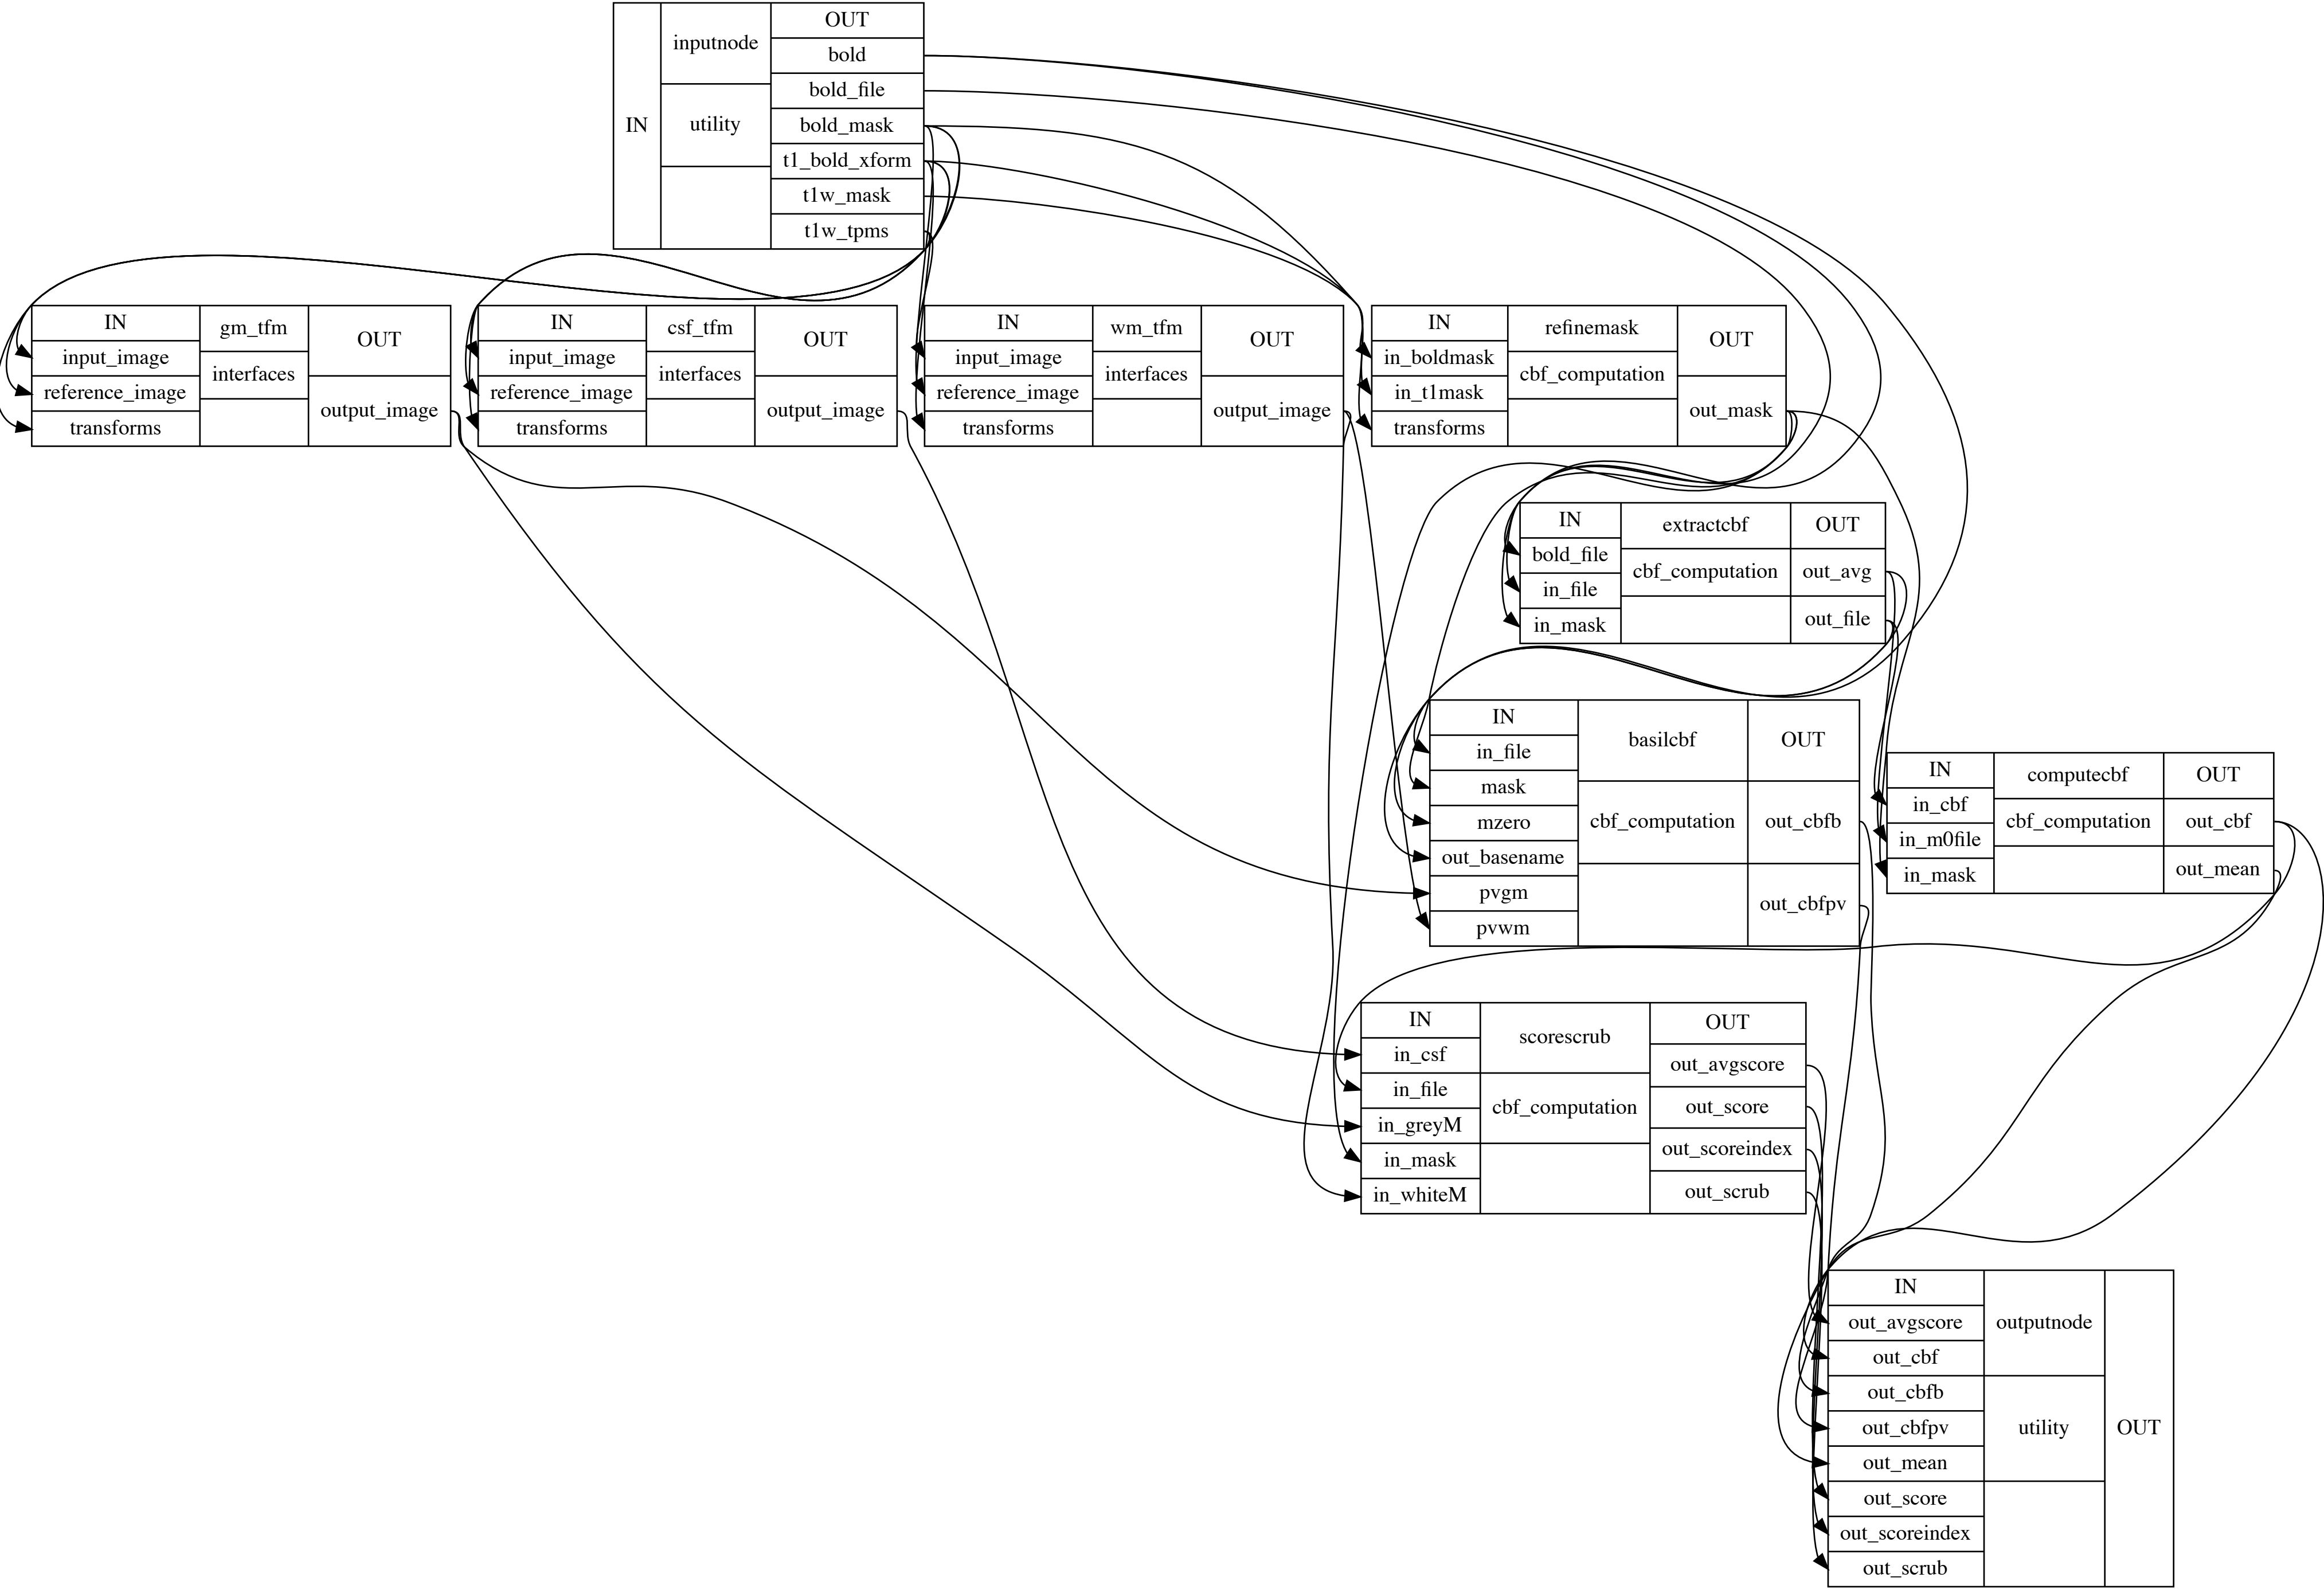 IN
inputnode
utility
OUT
bold
bold_file
bold_mask
t1_bold_xform
t1w_mask
t1w_tpms
IN
input_image
reference_image
transforms
gm_tfm
interfaces
OUT
output_image
IN
input_image
reference_image
transforms
csf_tfm
interfaces
OUT
output_image
IN
input_image
reference_image
transforms
wm_tfm
interfaces
OUT
output_image
IN
in_boldmask
in_t1mask
transforms
refinemask
cbf_computation
OUT
out_mask
IN
bold_file
in_file
in_mask
extractcbf
cbf_computation
OUT
out_avg
out_file
IN
in_file
mask
mzero
out_basename
pvgm
pvwm
basilcbf
cbf_computation
OUT
out_cbfb
out_cbfpv
IN
in_cbf
in_m0file
in_mask
computecbf
cbf_computation
OUT
out_cbf
out_mean
IN
in_csf
in_file
in_greyM
in_mask
in_whiteM
scorescrub
cbf_computation
OUT
out_avgscore
out_score
out_scoreindex
out_scrub
IN
out_avgscore
out_cbf
out_cbfb
out_cbfpv
out_mean
out_score
out_scoreindex
out_scrub
outputnode
utility
OUT